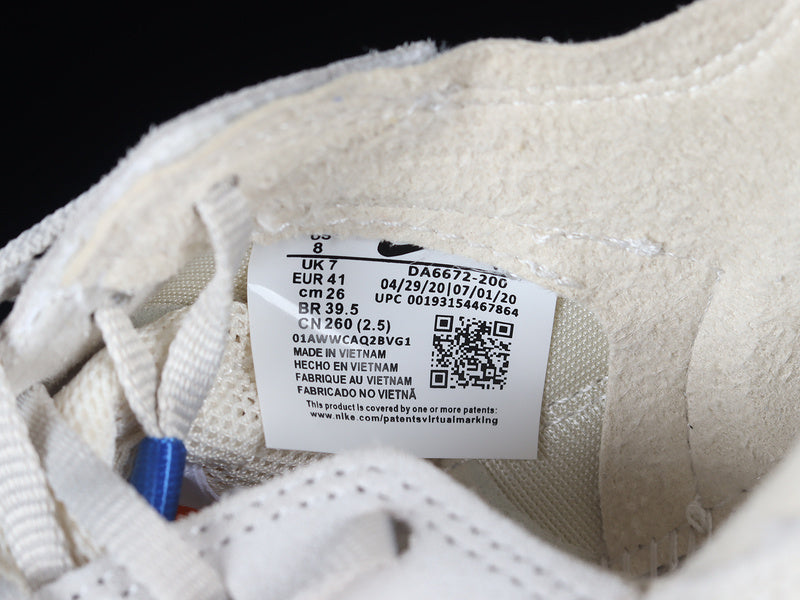 US
8
UK 7
EUR 41
cm 26
BR 39.5
CN 260 (2.5)
01AWWCAQ2BVG1
MADE IN VIETNAM
HECHO EN VIETNAM
FABRIQUE AU VIETNAM
FABRICADO NO VIETNÃ
DA6672-200
04/29/20|07/01/20
UPC 00193154467864
This product is covered by one or more patents:
www.nike.com/patentsvirtualmarking